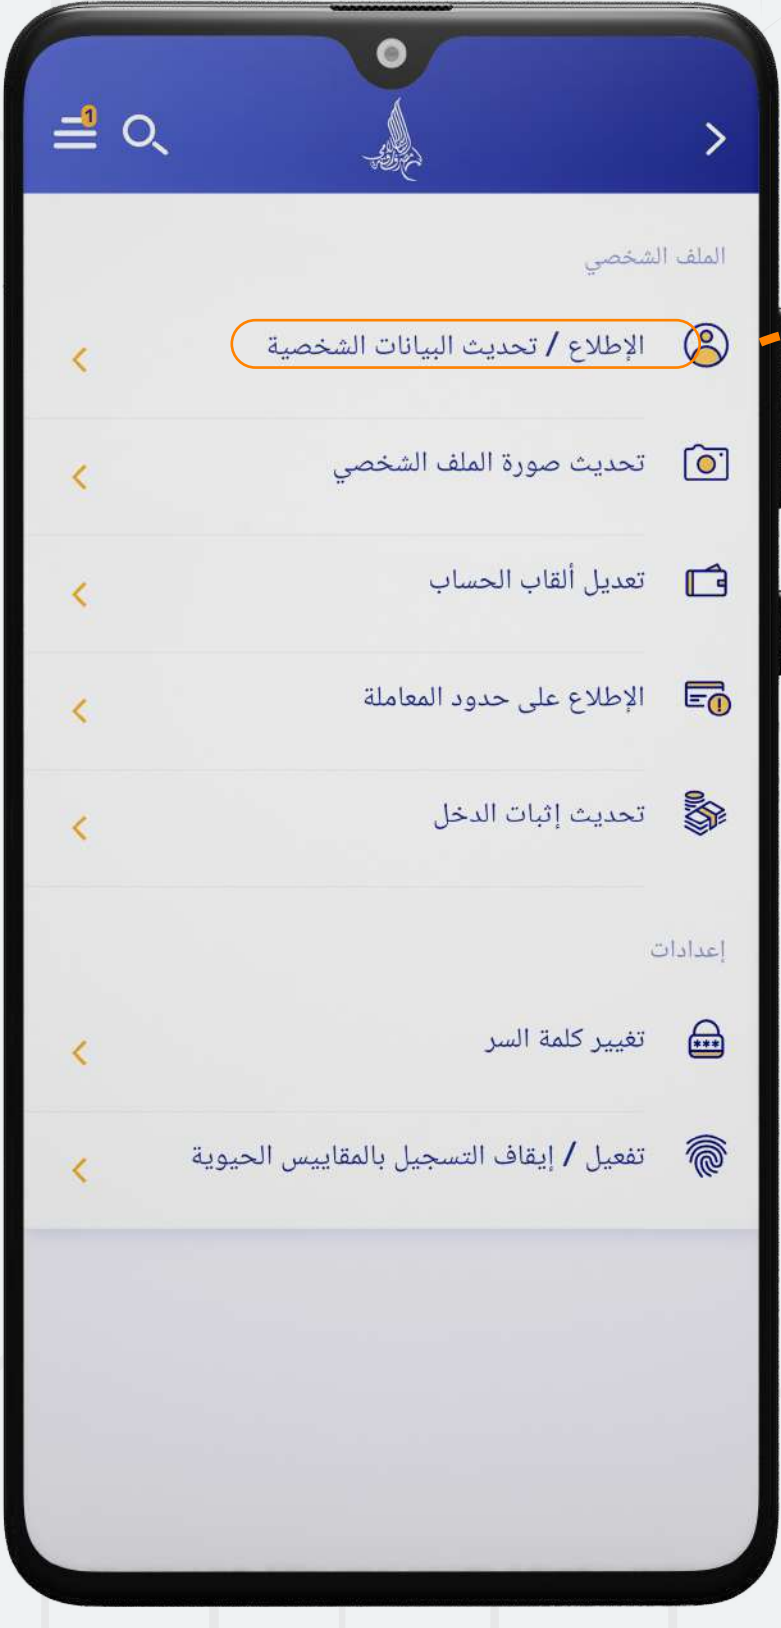 1
الملف الشخصي
الإطلاع / تحديث البيانات الشخصية
تحديث صورة الملف الشخصي
تعديل ألقاب الحساب
الإطلاع على حدود المعاملة
تحديث إثبات الدخل
إعدادات
تغيير كلمة السر
***
تفعيل / إيقاف التسجيل بالمقاييس الحيوية